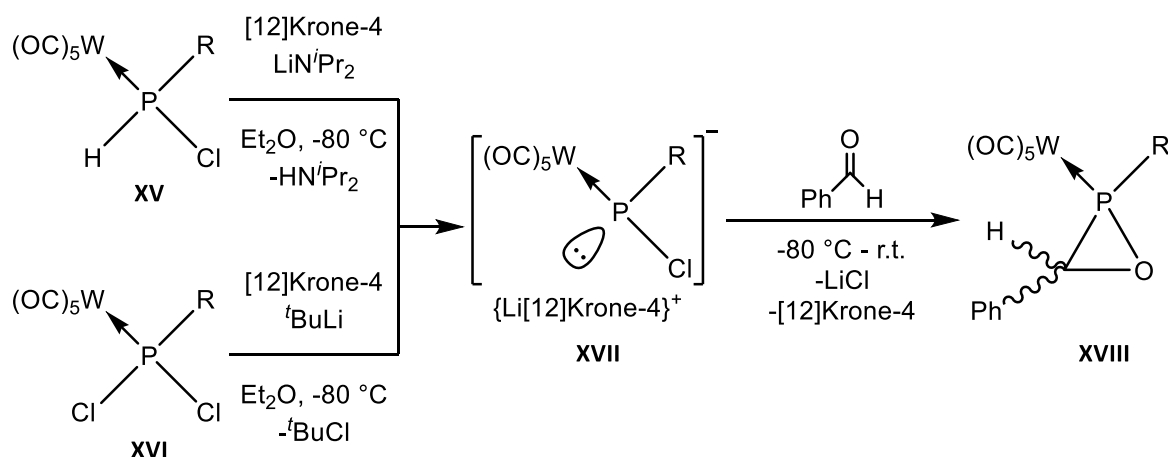 (OC)₅W
R
P
H
Cl
XV
[12]Krone-4
LiNⁱPr₂
Et₂O, -80 °C
-HNⁱPr₂
(OC)₅W
R
P
Cl
Cl
XVI
[12]Krone-4
ᵗBuLi
Et₂O, -80 °C
-ᵗBuCl
(OC)₅W
R
P
Cl
−
{Li[12]Krone-4}⁺
XVII
O
Ph
H
-80 °C - r.t.
-LiCl
-[12]Krone-4
(OC)₅W
R
P
H
O
Ph
XVIII